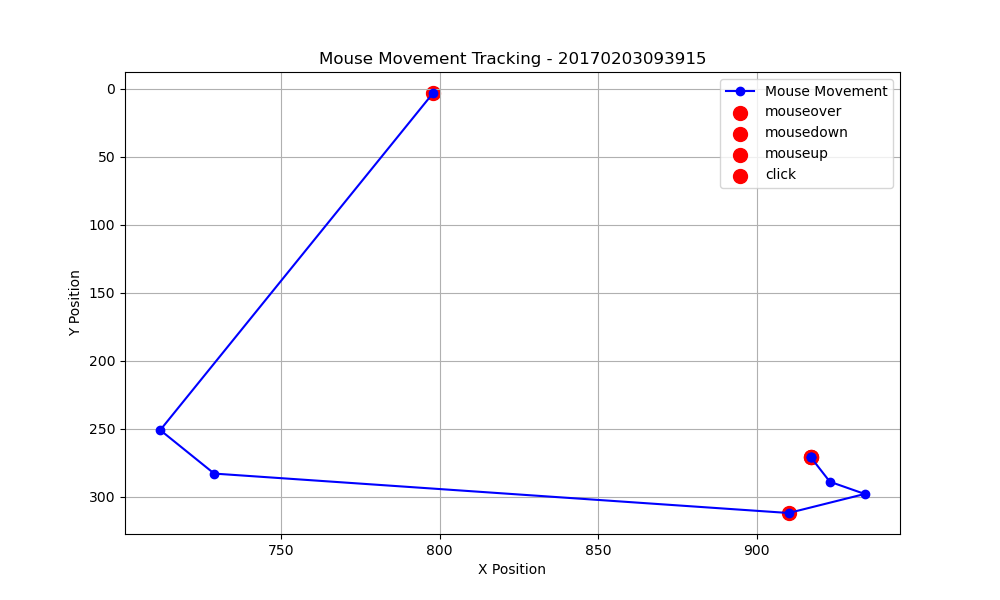 Mouse Movement Tracking - 20170203093915
Mouse Movement
mouseover
mousedown
mouseup
click
0
50
100
150
200
250
300
Y Position
750
800
850
900
X Position